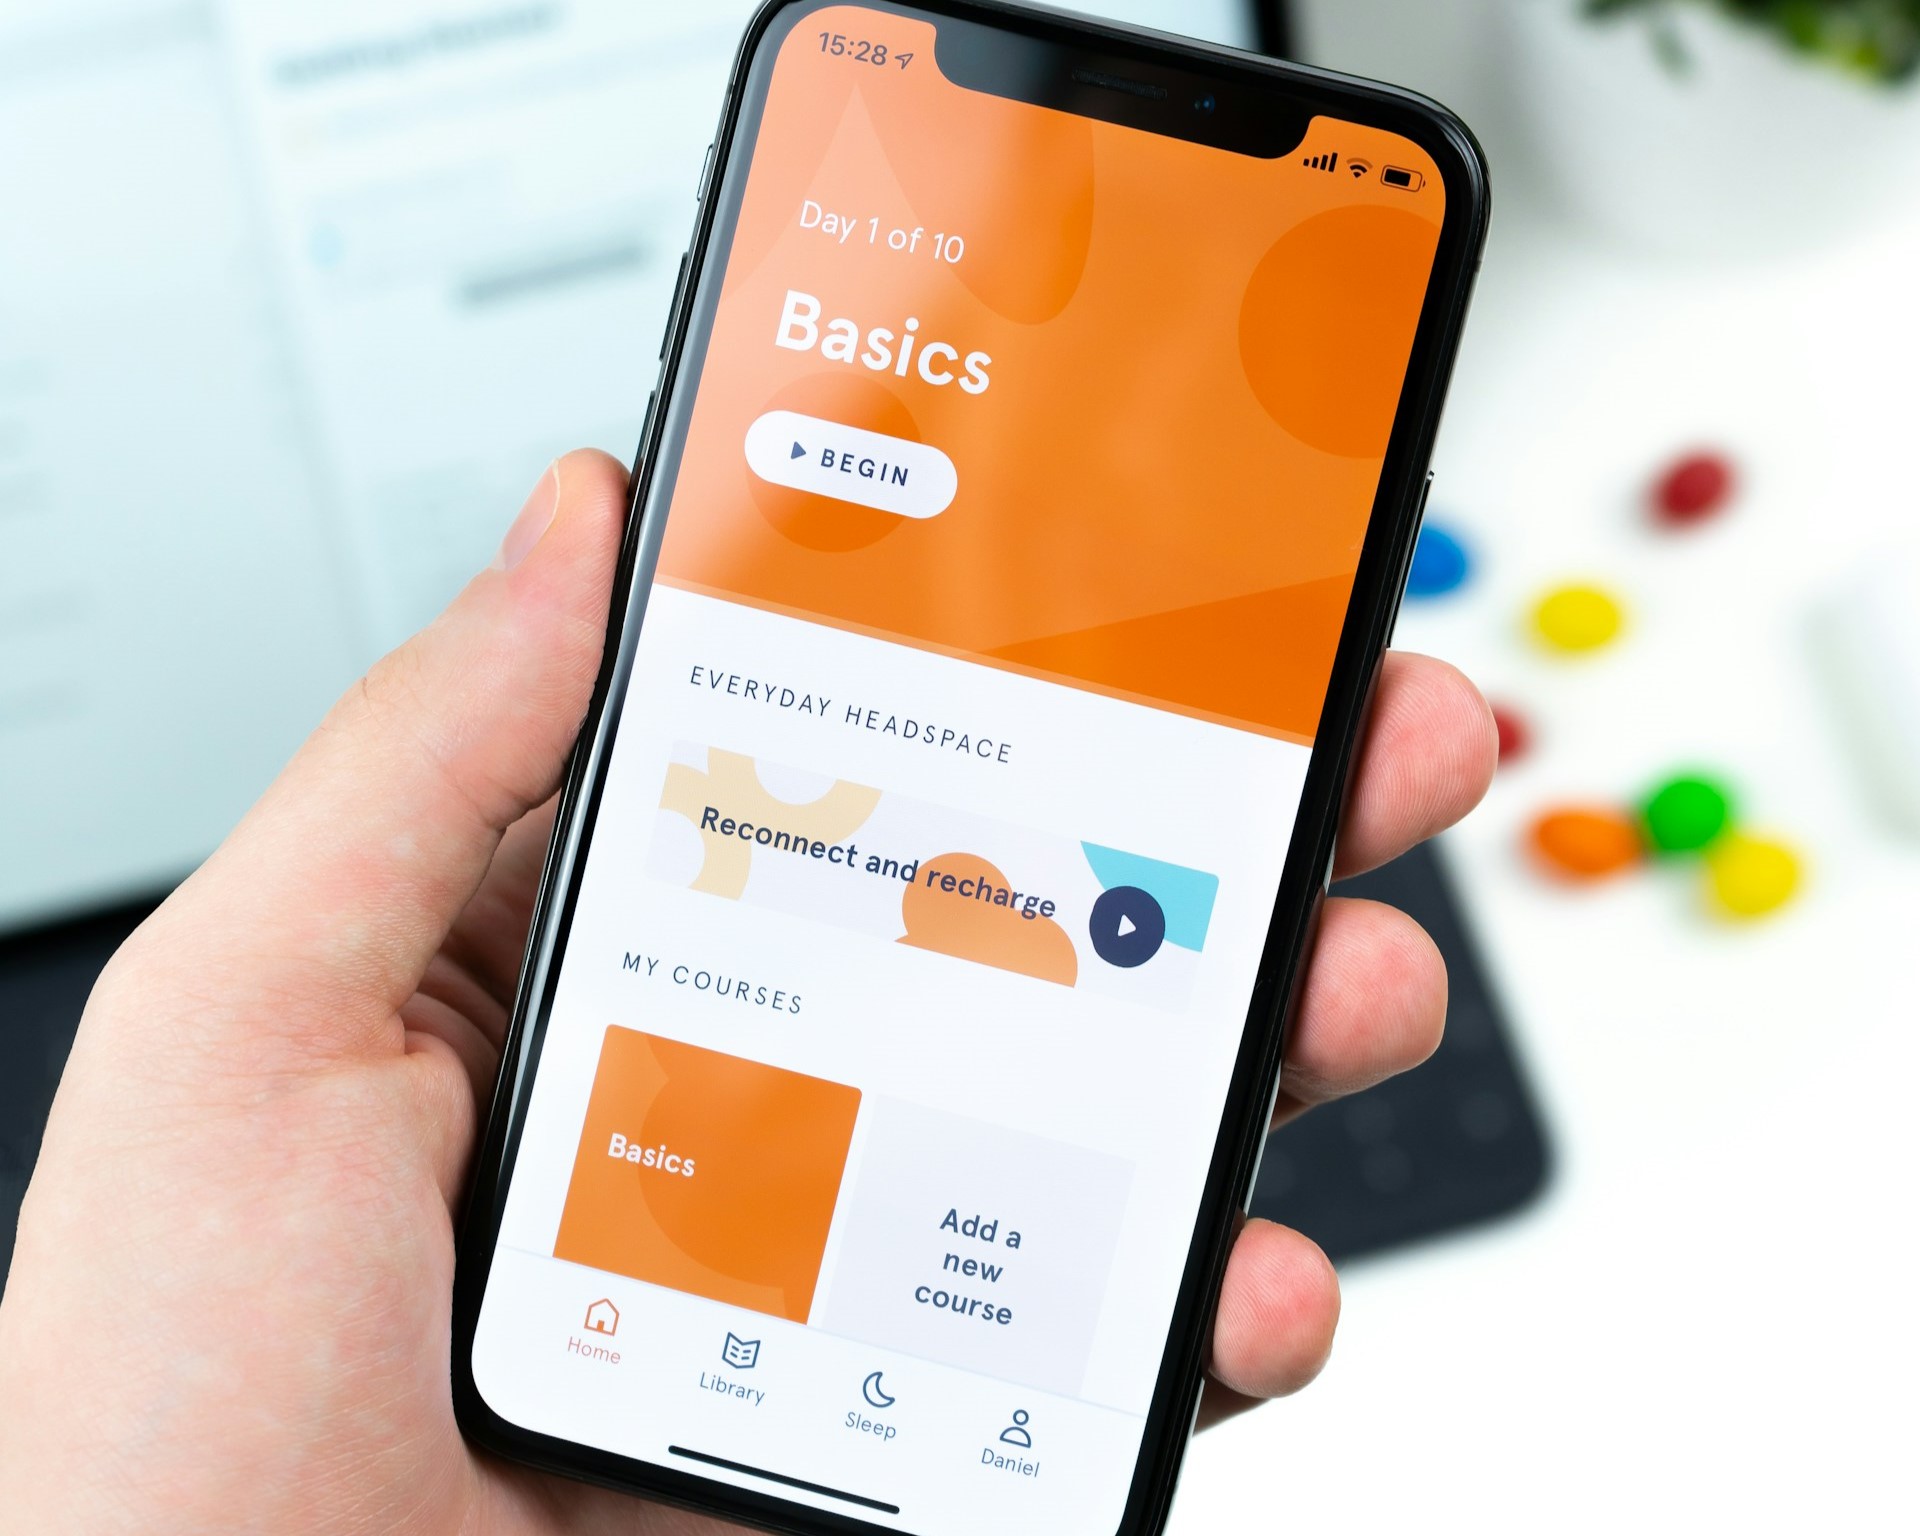 15:28
Day 1 of 10
Basics
BEGIN
EVERYDAY HEADSPACE
Reconnect and recharge
MY COURSES
Basics
Add a
new
course
Home
Library
Sleep
Daniel